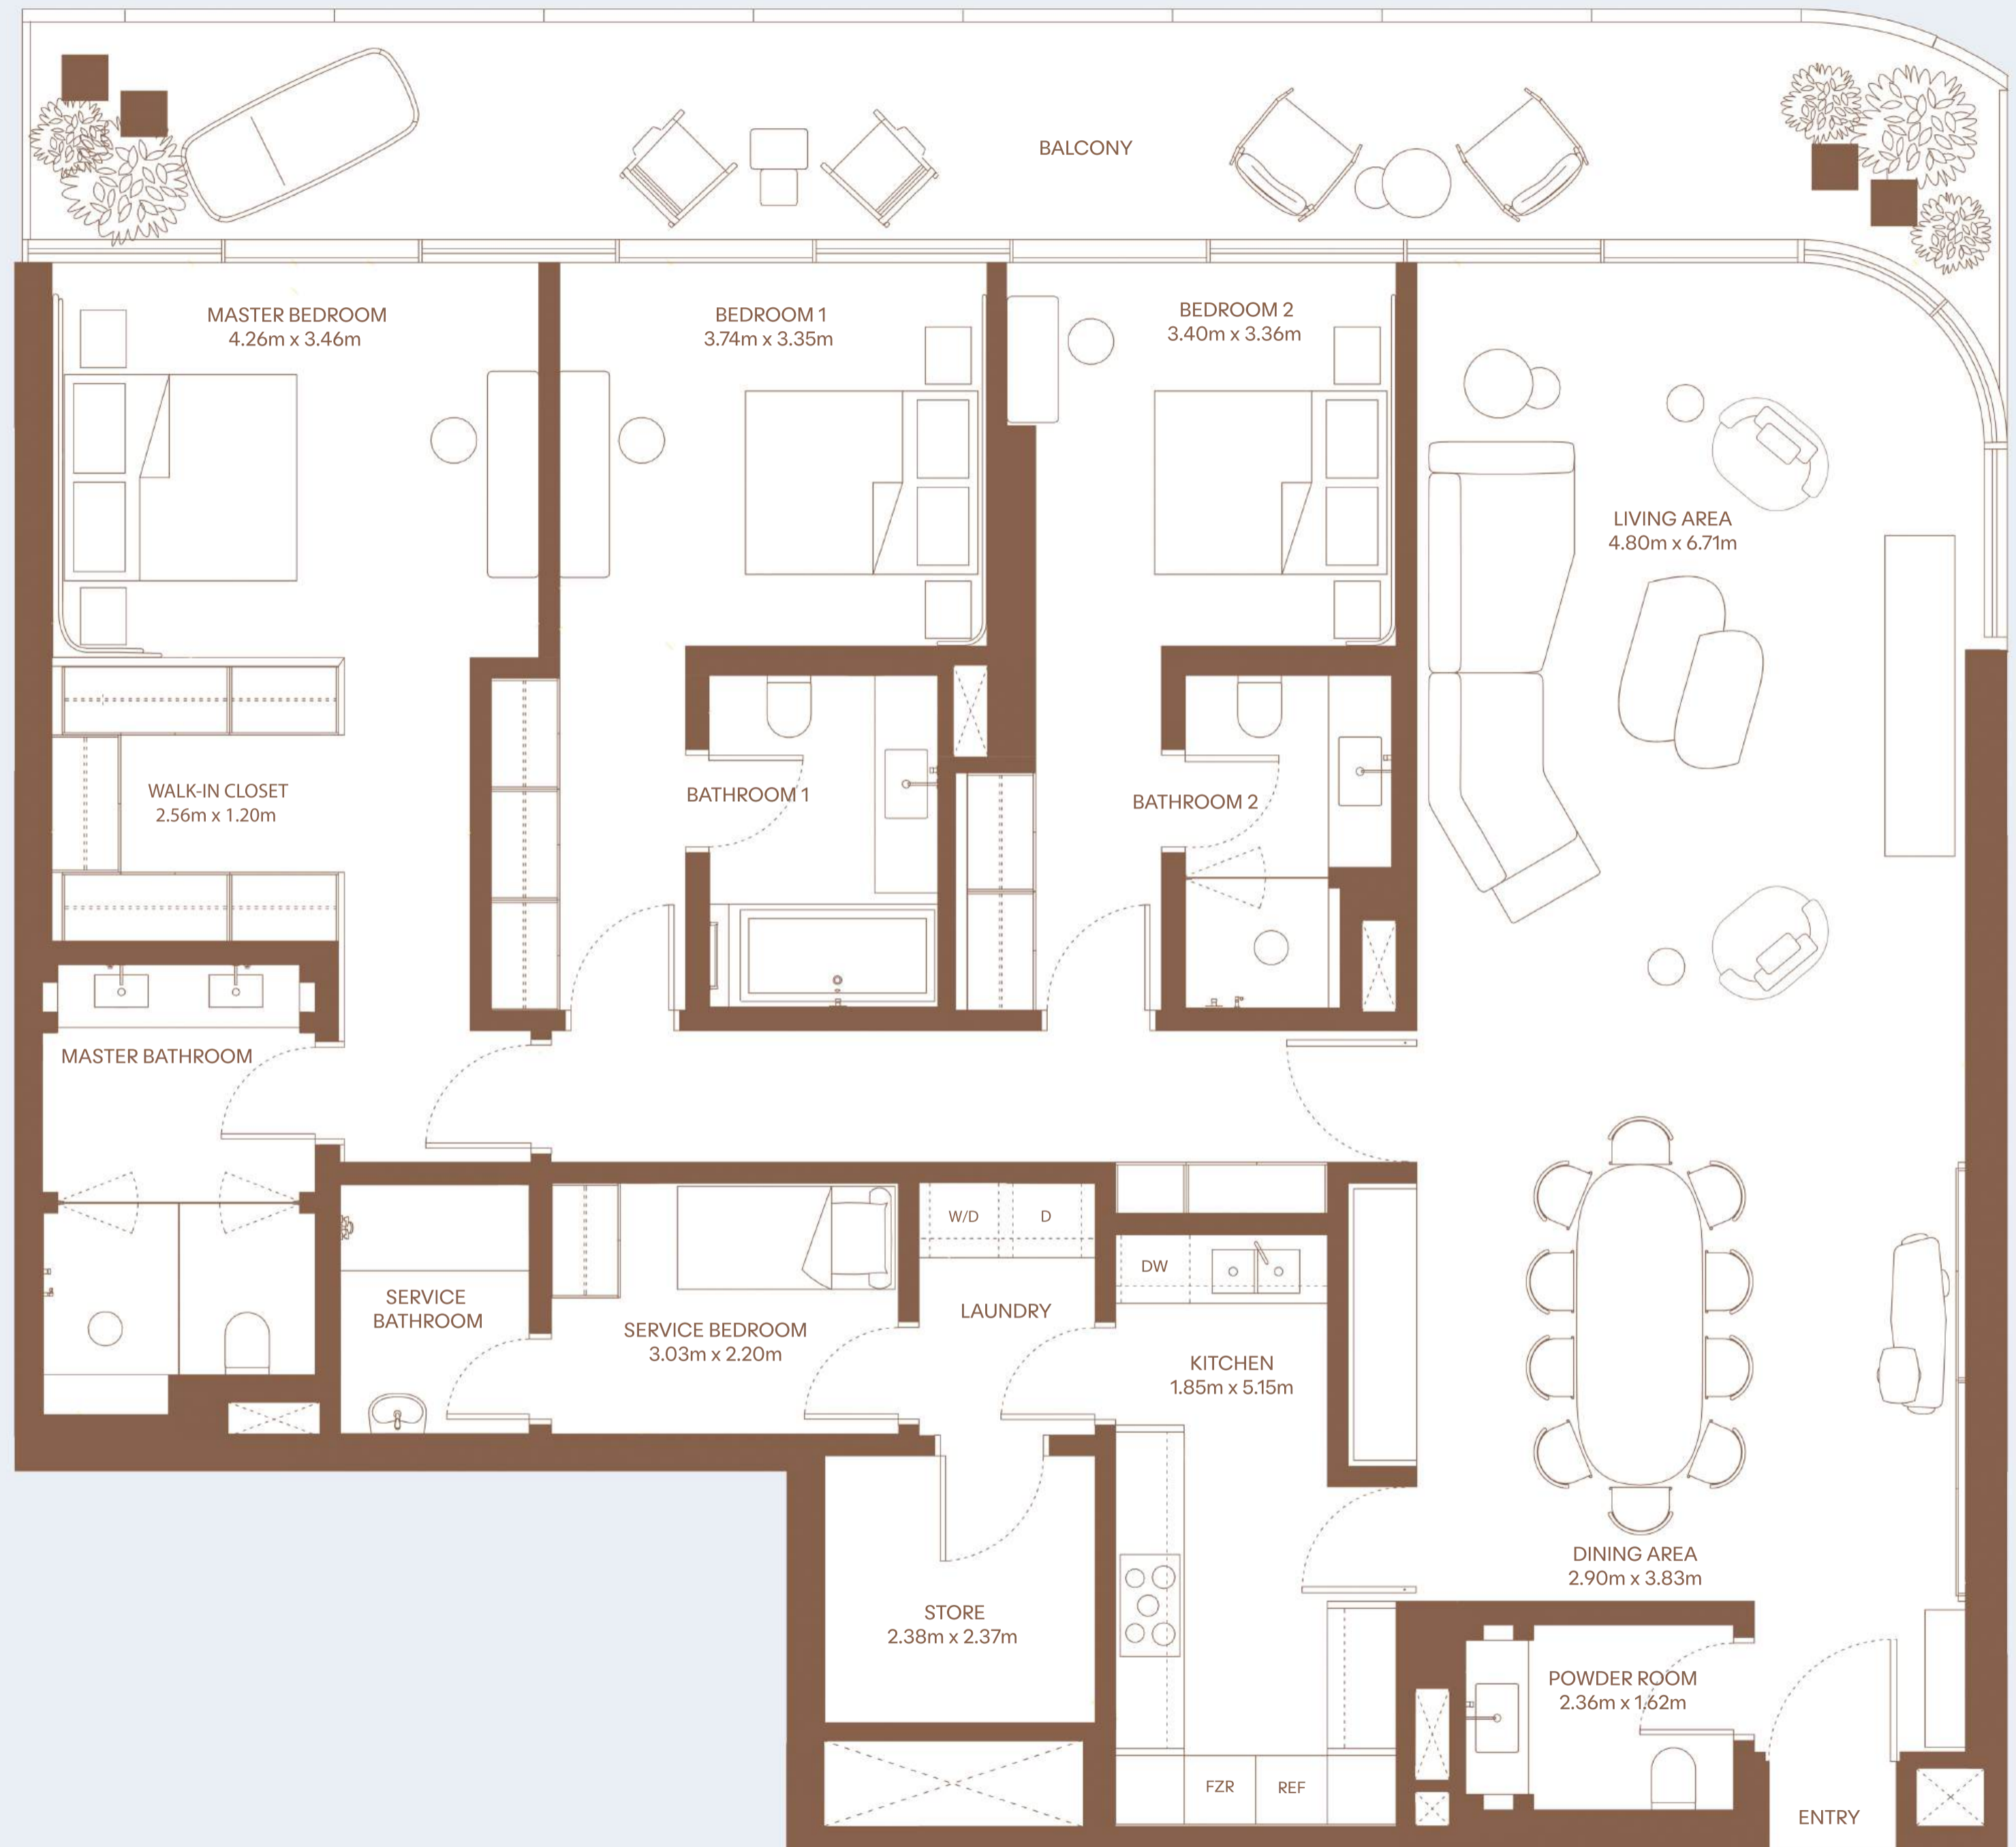 BALCONY
MASTER BEDROOM
4.26m x 3.46m
BEDROOM 1
3.74m x 3.35m
BEDROOM 2
3.40m x 3.36m
LIVING AREA
4.80m x 6.71m
WALK-IN CLOSET
2.56m x 1.20m
BATHROOM 1
BATHROOM 2
MASTER BATHROOM
W/D
D
DW
SERVICE
BATHROOM
SERVICE BEDROOM
3.03m x 2.20m
LAUNDRY
KITCHEN
1.85m x 5.15m
DINING AREA
2.90m x 3.83m
STORE
2.38m x 2.37m
POWDER ROOM
2.36m x 1.62m
FZR
REF
ENTRY